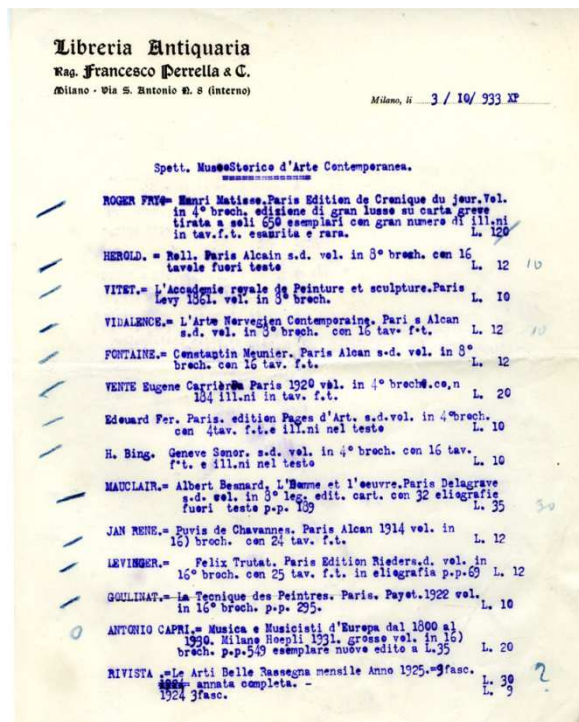 Libreria Antiquaria
Rag. Francesco Perrella & C.
Milano - Via S. Antonio N. 8 (interno)
Milano, li 3 / IO/ 933 XI°
Spett. MuseoStorico d'Arte Contemporanea.
ROGER FRY= Henri Matisse.Paris Edition de Cronique du jour.Vol.
in 4° broch. edizione di gran lusso su carta greve
tirata a soli 650 esemplari con gran numero di ill.ni
in tav.f.t. esaurita e rara. L. 120
HEROLD. = Roll. Paris Alcain s.d. vol. in 8° broch. con 16
tavole fuori testo L. 12 10
VITET.= L'Accademie royale de Peinture et sculpture.Paris
Levy 1861. vol. in 8° broch. L. IO
VIDALENCE.= L'Arte Norvegien Contemporaine. Pari s Alcan
s.d. vol. in 8° broch. con 16 tav. f.t. L. 12 10
FONTAINE.= Constantin Meunier. Paris Alcan s.d. vol. in 8°
broch. con 16 tav. f.t. L. 12
VENTE Eugene Carrière Paris 1920 vol. in 4° broch.co,n
184 ill.ni in tav. f.t. L. 20
Edouard Fer. Paris. edition Pages d'Art. s.d.vol. in 4°broch.
con 4tav. f.t.e ill.ni nel testo L. 10
H. Bing. Geneve Sonor. s.d. vol. in 4° broch. con 16 tav.
f.t. e ill.ni nel testo L. 10
MAUCLAIR.= Albert Besnard. L'Homme et l'oeuvre.Paris Delagrave
s.d. vol. in 8° leg. edit. cart. con 32 eliografie
fuori testo p.p. 189 L. 35 30
JAN RENE.= Puvis de Chavannes. Paris Alcan 1914 vol. in
16) broch. con 24 tav. f.t. L. 12
LEVINGER.= Felix Trutat. Paris Edition Rieders.d. vol. in
16° broch. con 25 tav. f.t. in eliografia p.p.69 L. 12
GOULINAT.= La Tecnique des Peintres. Paris. Payot.1922 vol.
in 16° broch. p.p. 295. L. 10
0 ANTONIO CAPRI.= Musica e Musicisti d'Europa dal 1800 al
1930. Milano Hoepli 1931. grosso vol. in 16)
broch. p.p.549 esemplare nuovo edito a L.35 L. 20
RIVISTA .=Le Arti Belle Rassegna mensile Anno 1925.=9fasc. ?
= annata completa. - L. 30
1924 3fasc. L. 9